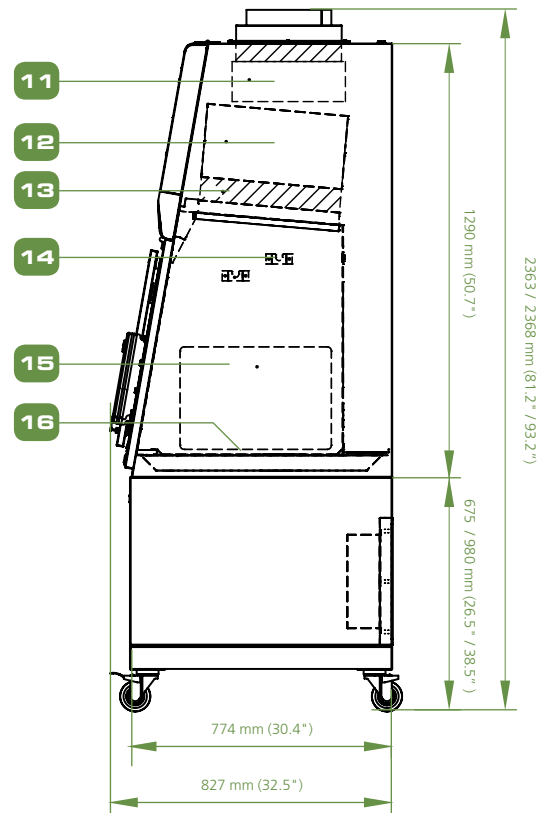 11
12
13
14
15
16
1290 mm (50.7")
2363 / 2368 mm (81.2" / 93.2")
675 / 980 mm (26.5" / 38.5")
774 mm (30.4")
827 mm (32.5")